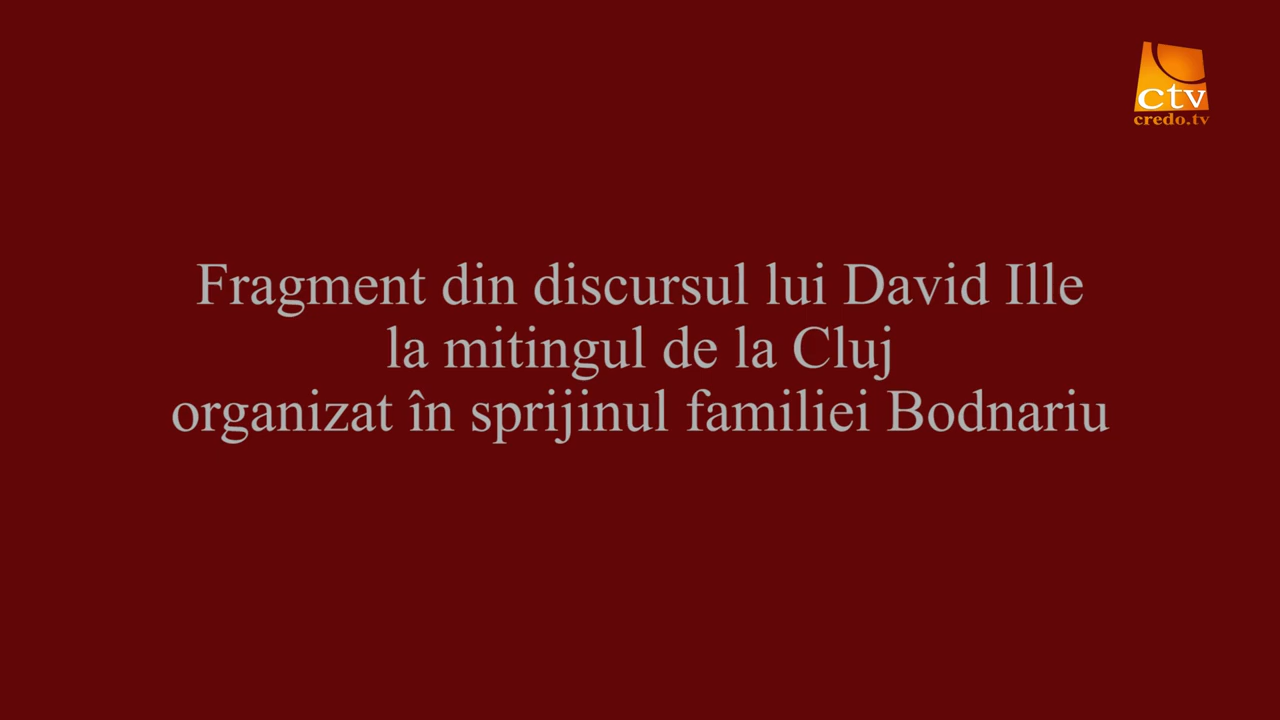 ctv
credo.tv
Fragment din discursul lui David Ille
la mitingul de la Cluj
organizat în sprijinul familiei Bodnariu